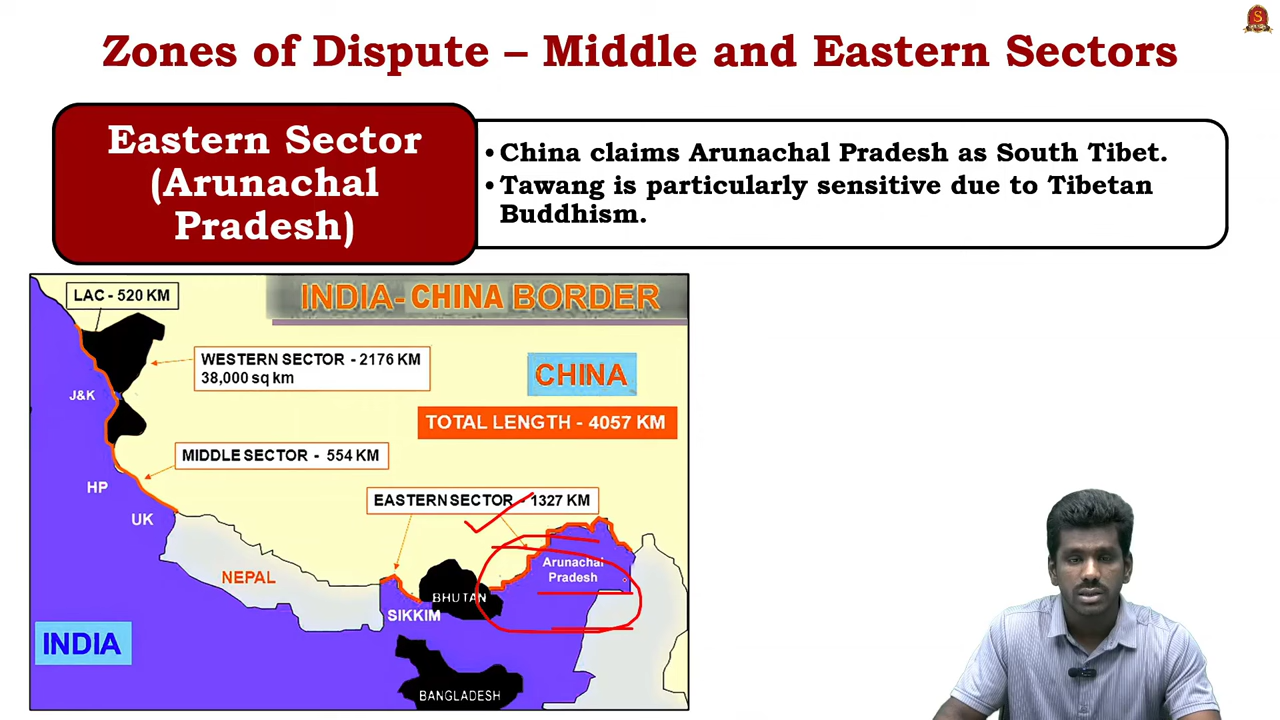 Zones of Dispute – Middle and Eastern Sectors
Eastern Sector
(Arunachal
Pradesh)
• China claims Arunachal Pradesh as South Tibet.
• Tawang is particularly sensitive due to Tibetan
Buddhism.
LAC - 520 KM
INDIA- CHINA BORDER
WESTERN SECTOR - 2176 KM
38,000 sq km
CHINA
J&K
TOTAL LENGTH - 4057 KM
MIDDLE SECTOR - 554 KM
HP
EASTERN SECTOR - 1327 KM
UK
Arunachal
Pradesh
NEPAL
BHUTAN
SIKKIM
INDIA
BANGLADESH